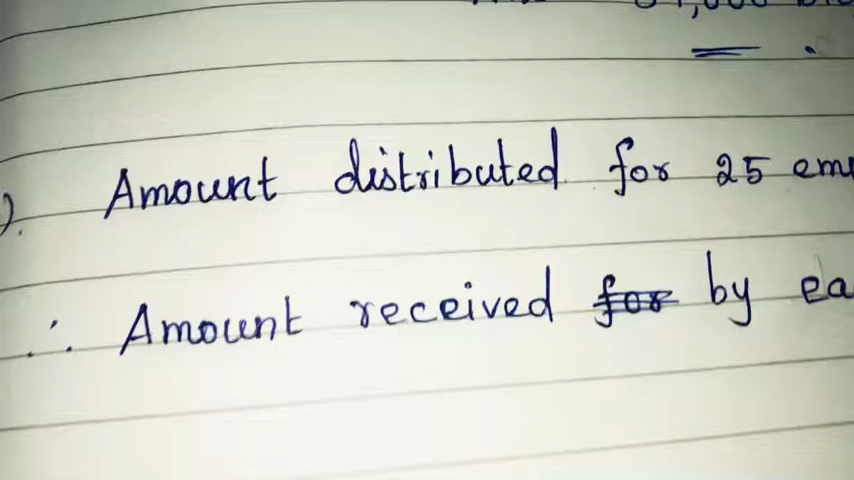 ). Amount distributed for 25
∴ Amount received for by